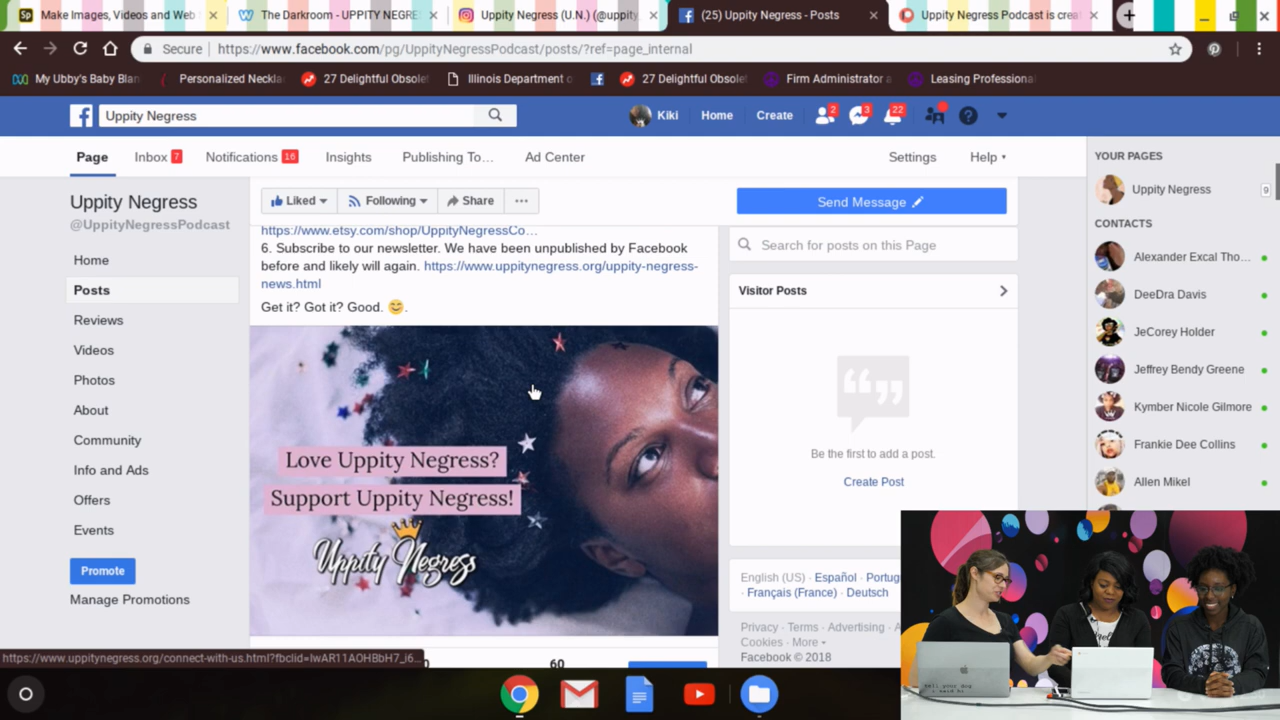 Make Images, Videos and Web
The Darkroom - UPPITY NEGRE
Uppity Negress (U.N.) (@uppity
(25) Uppity Negress - Posts
Uppity Negress Podcast is crea
Secure https://www.facebook.com/pg/UppityNegressPodcast/posts/?ref=page_internal
My Ubby's Baby Blan
Personalized Neckla
27 Delightful Obsole
Illinois Department o
27 Delightful Obsole
Firm Administrator a
Leasing Professiona
Uppity Negress
Kiki Home Create 2 3 22
Page Inbox 7 Notifications 16 Insights Publishing To… Ad Center Settings Help
Uppity Negress
@UppityNegressPodcast
Home
Posts
Reviews
Videos
Photos
About
Community
Info and Ads
Offers
Events
Promote
Manage Promotions
Liked Following Share ...
https://www.etsy.com/shop/UppityNegressCo…
6. Subscribe to our newsletter. We have been unpublished by Facebook
before and likely will again. https://www.uppitynegress.org/uppity-negress-
news.html
Get it? Got it? Good. 😊.
Love Uppity Negress?
Support Uppity Negress!
Uppity Negress
60
Send Message
Search for posts on this Page
Visitor Posts
Be the first to add a post.
Create Post
English (US) · Español ·
· Français (France) · Deutsch
Privacy · Terms · Advertising ·
Cookies · More
Facebook © 2018
YOUR PAGES
Uppity Negress 9
CONTACTS
Alexander Excal Tho…
DeeDra Davis
JeCorey Holder
Jeffrey Bendy Greene
Kymber Nicole Gilmore
Frankie Dee Collins
Allen Mikel
https://www.uppitynegress.org/connect-with-us.html?fbclid=IwAR11AOHBbH7_j6...